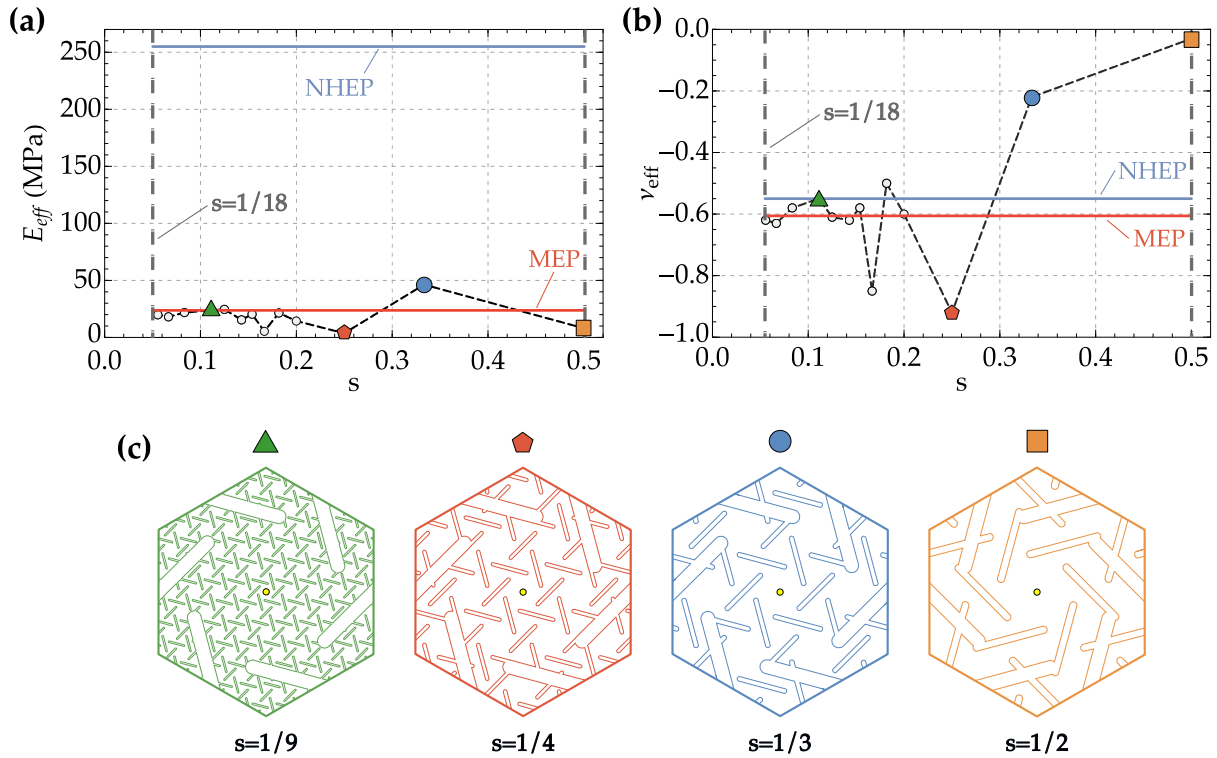 (a)
250
200
150
100
50
0
E_eff (MPa)
NHEP
s=1/18
MEP
0.0 0.1 0.2 0.3 0.4 0.5
s
(b)
0.0
−0.2
−0.4
−0.6
−0.8
−1.0
ν_eff
s=1/18
NHEP
MEP
0.0 0.1 0.2 0.3 0.4 0.5
s
(c)
s=1/9 s=1/4 s=1/3 s=1/2